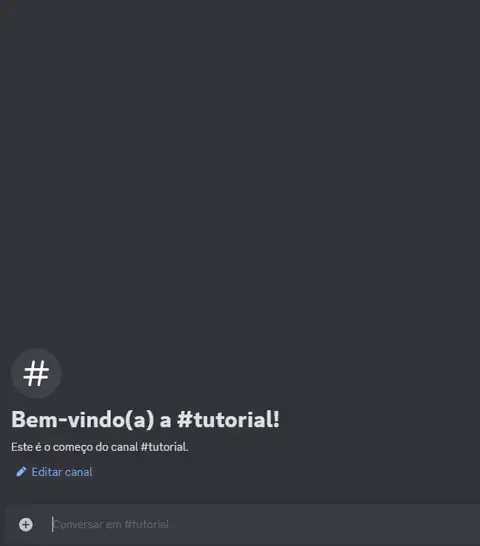 Bem-vindo(a) a #tutorial!
Este é o começo do canal #tutorial.
Editar canal
Conversar em #tutorial